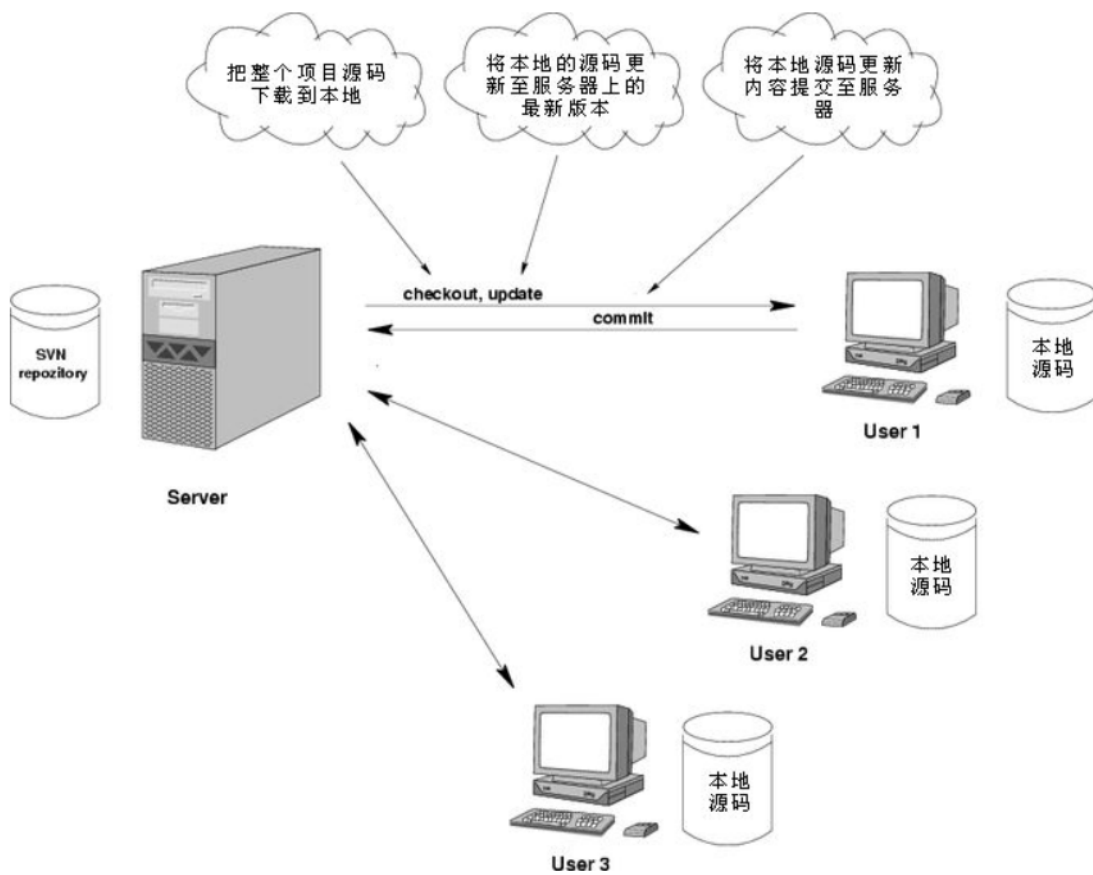 把整个项目源码
下载到本地
将本地的源码更
新至服务器上的
最新版本
将本地源码更新
内容提交至服务
器
checkout, update
commit
SVN
repozitory
本地
源码
User 1
Server
本地
源码
User 2
本地
源码
User 3